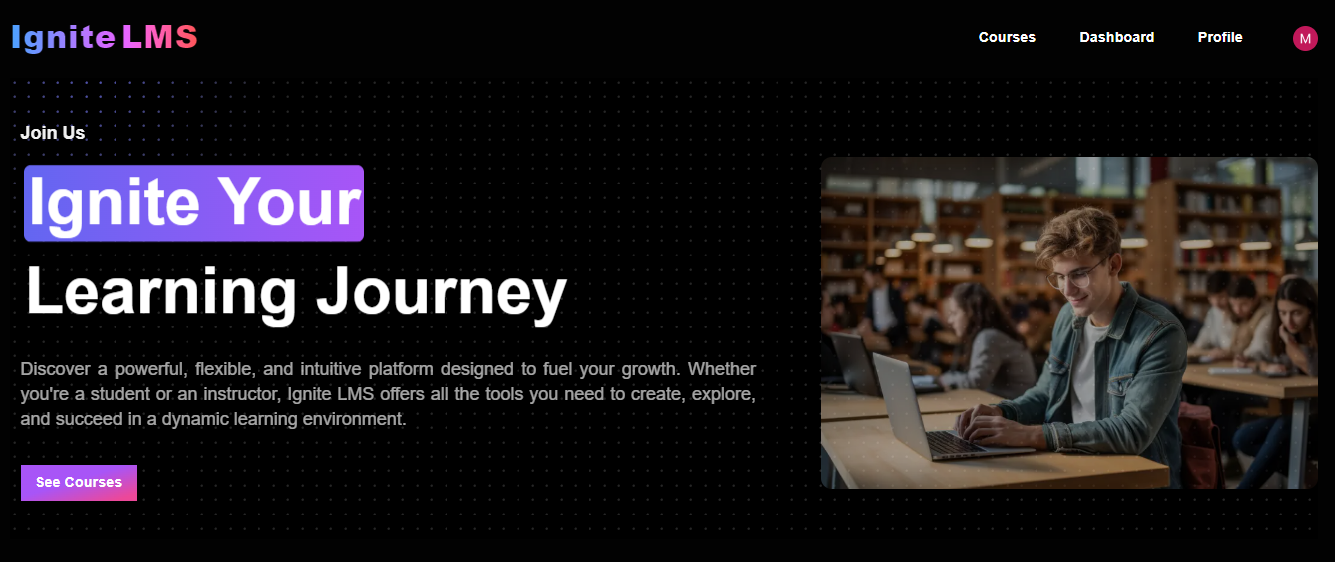 Ignite LMS
Courses
Dashboard
Profile
M
Join Us
Ignite Your
Learning Journey
Discover a powerful, flexible, and intuitive platform designed to fuel your growth. Whether
you're a student or an instructor, Ignite LMS offers all the tools you need to create, explore,
and succeed in a dynamic learning environment.
See Courses